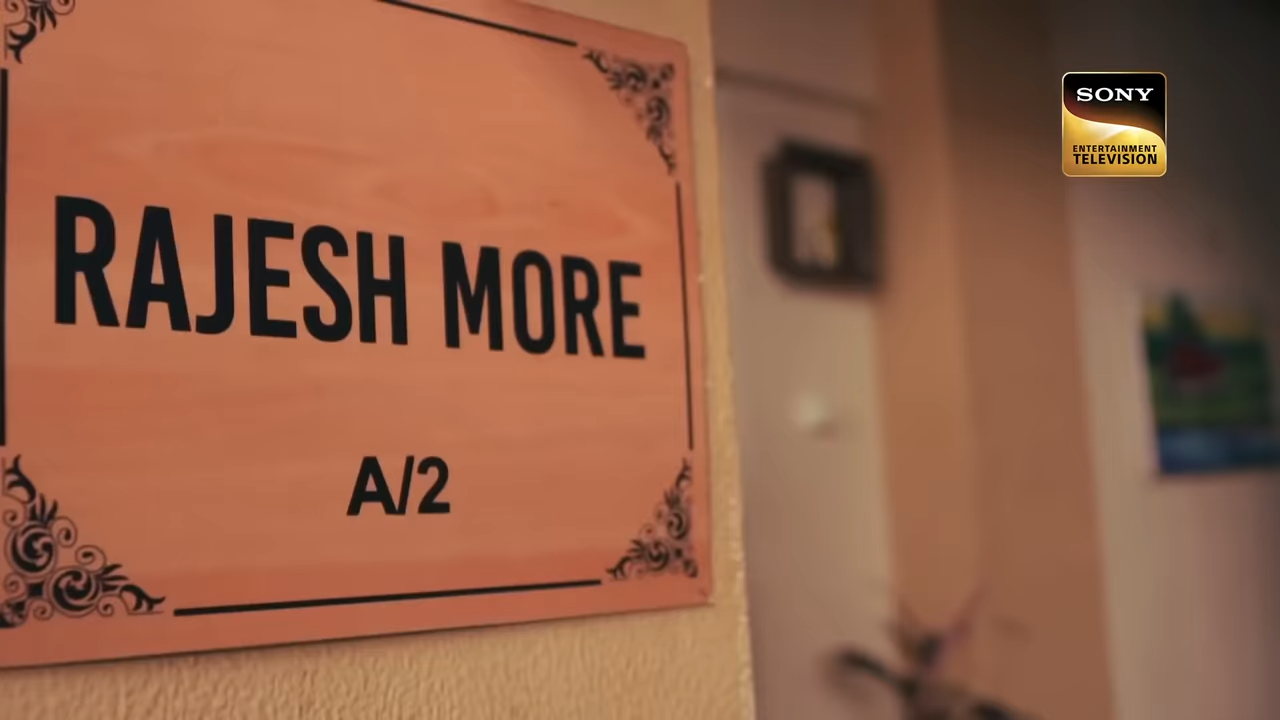 RAJESH MORE
A/2
SONY
ENTERTAINMENT
TELEVISION